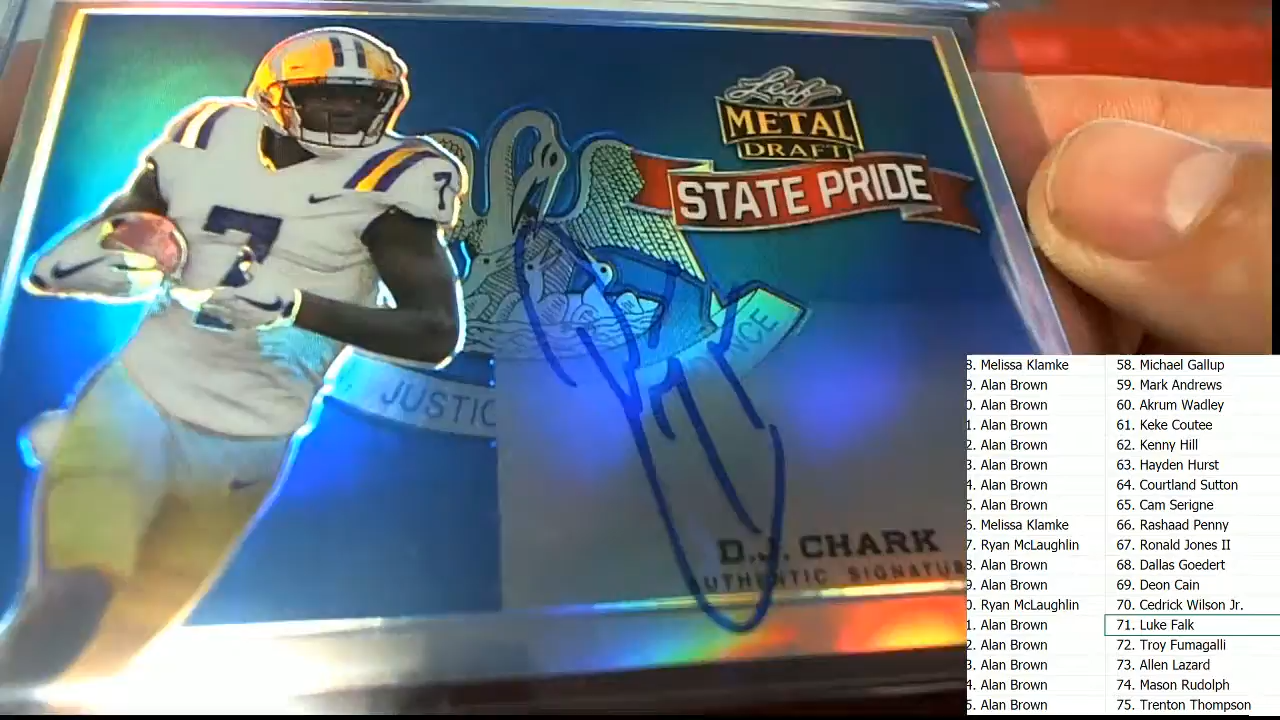 Leaf
METAL
DRAFT
STATE PRIDE
7
7
JUSTIC
NCE
D.J. CHARK
AUTHENTIC SIGNATUR
8. Melissa Klamke 58. Michael Gallup
9. Alan Brown 59. Mark Andrews
0. Alan Brown 60. Akrum Wadley
1. Alan Brown 61. Keke Coutee
2. Alan Brown 62. Kenny Hill
3. Alan Brown 63. Hayden Hurst
4. Alan Brown 64. Courtland Sutton
5. Alan Brown 65. Cam Serigne
6. Melissa Klamke 66. Rashaad Penny
7. Ryan McLaughlin 67. Ronald Jones II
8. Alan Brown 68. Dallas Goedert
9. Alan Brown 69. Deon Cain
0. Ryan McLaughlin 70. Cedrick Wilson Jr.
1. Alan Brown 71. Luke Falk
2. Alan Brown 72. Troy Fumagalli
3. Alan Brown 73. Allen Lazard
4. Alan Brown 74. Mason Rudolph
5. Alan Brown 75. Trenton Thompson